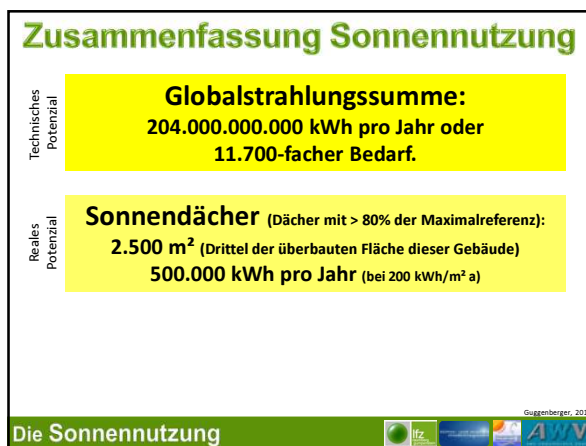 Zusammenfassung Sonnennutzung
Technisches
Potenzial
Globalstrahlungssumme:
204.000.000.000 kWh pro Jahr oder
11.700-facher Bedarf.
Reales
Potenzial
Sonnendächer (Dächer mit > 80% der Maximalreferenz):
2.500 m² (Drittel der überbauten Fläche dieser Gebäude)
500.000 kWh pro Jahr (bei 200 kWh/m² a)
Guggenberger, 201
Die Sonnennutzung
lfz
AWV